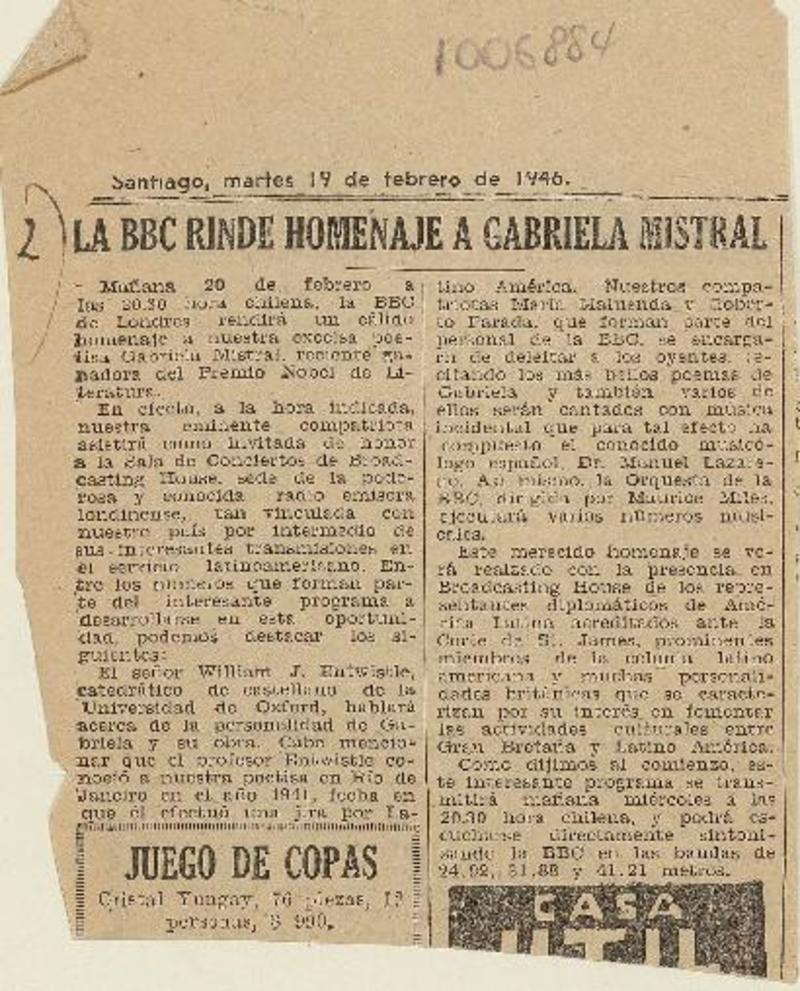 1006884
Santiago, martes 19 de febrero de 1946.
2)
LA BBC RINDE HOMENAJE A GABRIELA MISTRAL
- Mañana 20 de febrero a
las 20.30 hora chilena, la BBC
de Londres rendirá un cálido
homenaje a nuestra excelsa poe-
tisa Gabriela Mistral, reciente ga-
nadora del Premio Nobel de Li-
teratura.
En efecto, a la hora indicada,
nuestra eminente compatriota
asistirá como invitada de honor
a la Sala de Conciertos de Broad-
casting House, sede de la pode-
rosa y conocida radio emisora
londinense, tan vinculada con
nuestro país por intermedio de
sus interesantes transmisiones en
el servicio latinoamericano. En-
tre los números que forman par-
te del interesante programa a
desarrollarse en esta oportuni-
dad, podemos destacar los si-
guientes:
El señor William J. Entwistle,
catedrático de castellano de la
Universidad de Oxford, hablará
acerca de la personalidad de Ga-
briela y su obra. Cabe mencio-
nar que el profesor Entwistle co-
noció a nuestra poetisa en Río de
Janeiro en el año 1941, fecha en
que él efectuó una jira por La-
tino América. Nuestros compa-
triotas María Maluenda y Rober-
to Parada, que forman parte del
personal de la BBC, se encarga-
rán de deleitar a los oyentes, re-
citando los más bellos poemas de
Gabriela y también varios de
ellos serán cantados con música
incidental que para tal efecto ha
compuesto el conocido musicó-
logo español, Dr. Manuel Lazare-
no. Así mismo, la Orquesta de la
BBC, dirigida por Maurice Miles,
ejecutará varios números musi-
cales.
Este merecido homenaje se ve-
rá realzado con la presencia en
Broadcasting House de los repre-
sentantes diplomáticos de Amé-
rica Latina acreditados ante la
Corte de St. James, prominentes
miembros de la colonia latino
americana y muchas personali-
dades británicas que se caracte-
rizan por su interés en fomentar
las actividades culturales entre
Gran Bretaña y Latino América.
Como dijimos al comienzo, es-
te interesante programa se trans-
mitirá mañana miércoles a las
20.30 hora chilena, y podrá es-
cucharse directamente sintoni-
zando la BBC en las bandas de
24.92, 31.88 y 41.21 metros.
JUEGO DE COPAS
Cristal Yungay, 76 piezas, 12
personas, $ 990.
CASA
UTIL